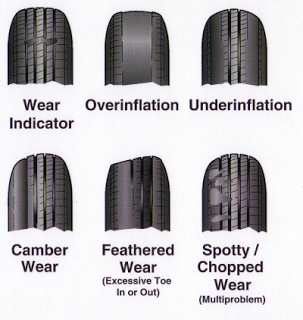 Wear
Indicator
Overinflation
Underinflation
Camber
Wear
Feathered
Wear
(Excessive Toe
In or Out)
Spotty /
Chopped
Wear
(Multiproblem)